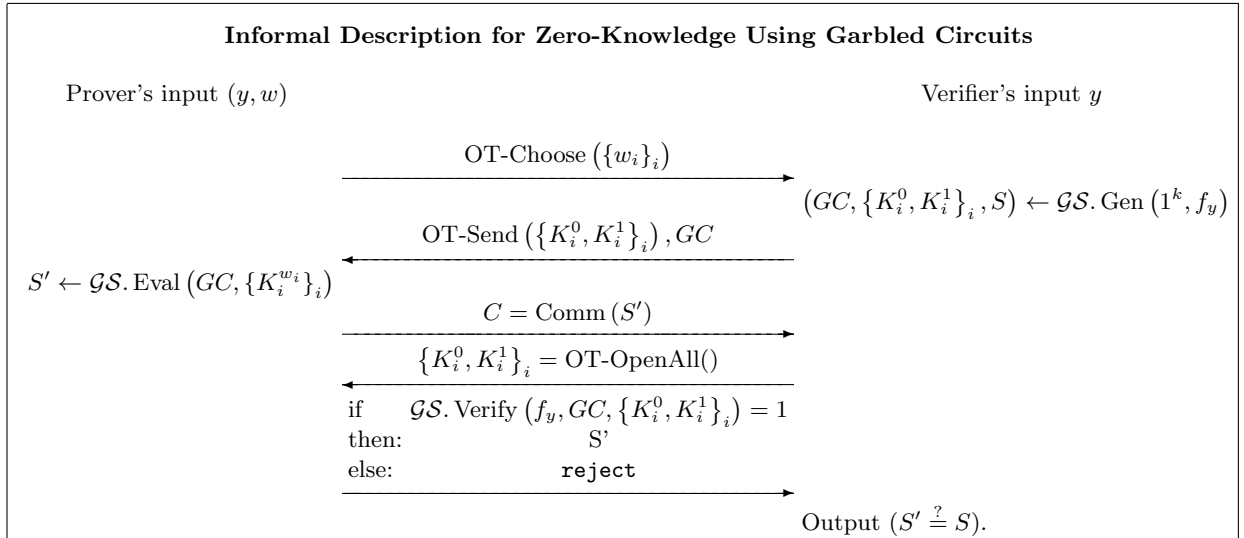 Informal Description for Zero-Knowledge Using Garbled Circuits
Prover's input (y, w) Verifier's input y
OT-Choose ({w_i}_i)
(GC, {K_i^0, K_i^1}_i, S) ← 𝒢𝒮. Gen (1^k, f_y)
OT-Send ({K_i^0, K_i^1}_i), GC
S′ ← 𝒢𝒮. Eval (GC, {K_i^{w_i}}_i)
C = Comm (S′)
{K_i^0, K_i^1}_i = OT-OpenAll()
if 𝒢𝒮. Verify (f_y, GC, {K_i^0, K_i^1}_i) = 1
then: S'
else: reject
Output (S′ ≟ S).